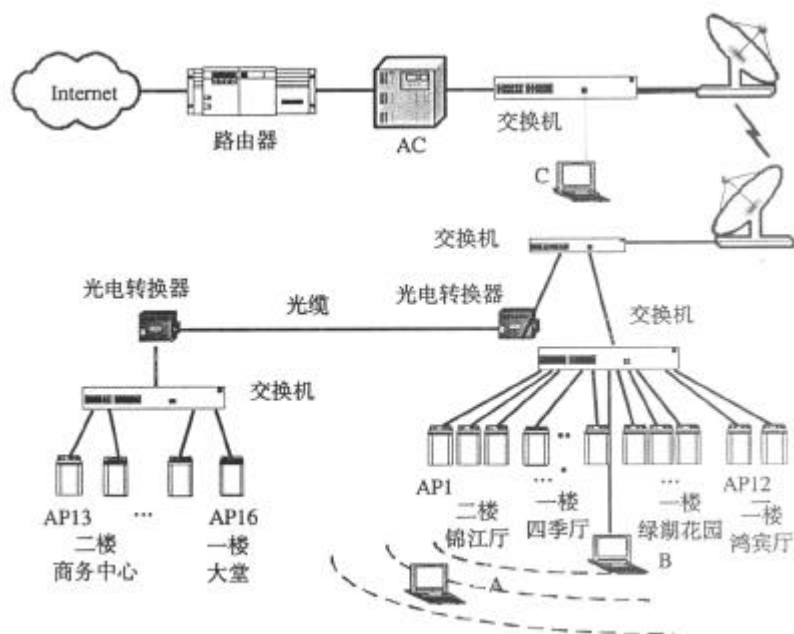 Internet
路由器
AC
交换机
C
交换机
光电转换器
光缆
光电转换器
交换机
交换机
AP13
...
AP16
二楼
商务中心
一楼
大堂
AP1
...
...
AP12
二楼
锦江厅
一楼
四季厅
一楼
绿湖花园
二楼
鸿宾厅
A
B